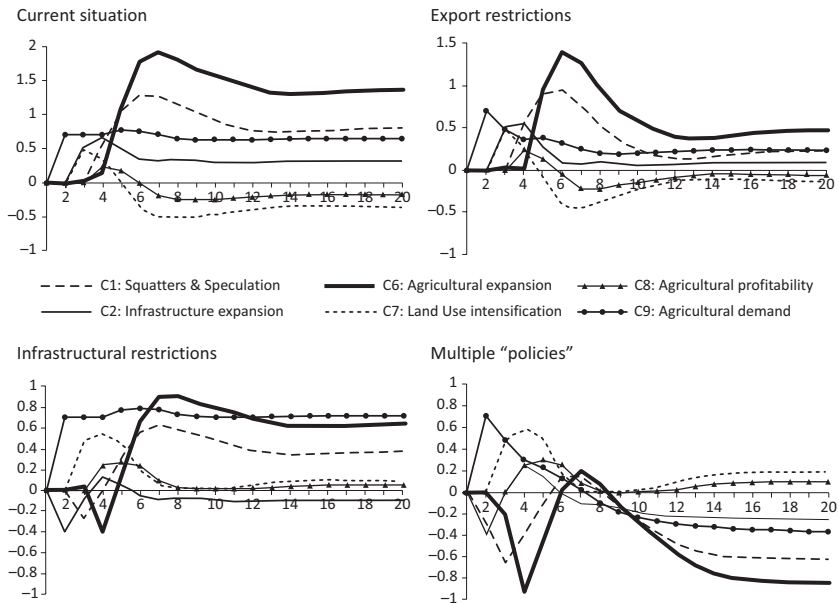 Current situation
2
1.5
1
0.5
0
−0.5
−1
2 4 6 8 10 12 14 16 18 20
Export restrictions
1.5
1
0.5
0
−0.5
−1
2 4 6 8 10 12 14 16 18 20
C1: Squatters & Speculation
C6: Agricultural expansion
C8: Agricultural profitability
C2: Infrastructure expansion
C7: Land Use intensification
C9: Agricultural demand
Infrastructural restrictions
1
0.8
0.6
0.4
0.2
0
−0.2
−0.4
−0.6
−0.8
−1
2 4 6 8 10 12 14 16 18 20
Multiple “policies”
1
0.8
0.6
0.4
0.2
0
−0.2
−0.4
−0.6
−0.8
−1
2 4 6 8 10 12 14 16 18 20